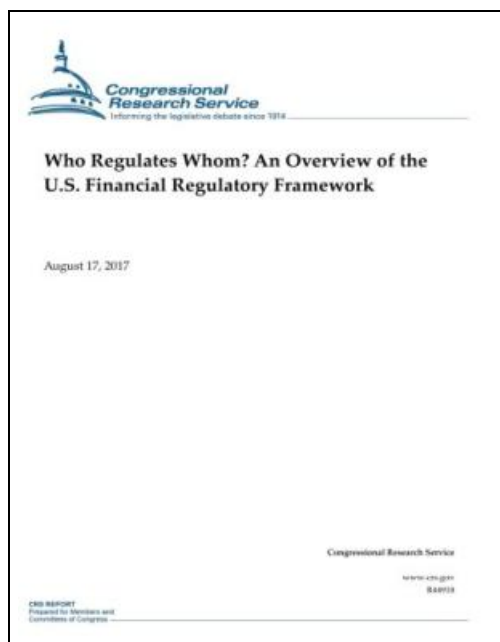 Congressional
Research Service
Informing the legislative debate since 1914
Who Regulates Whom? An Overview of the
U.S. Financial Regulatory Framework
August 17, 2017
Congressional Research Service
www.crs.gov
CRS REPORT
Prepared for Members and
Committees of Congress